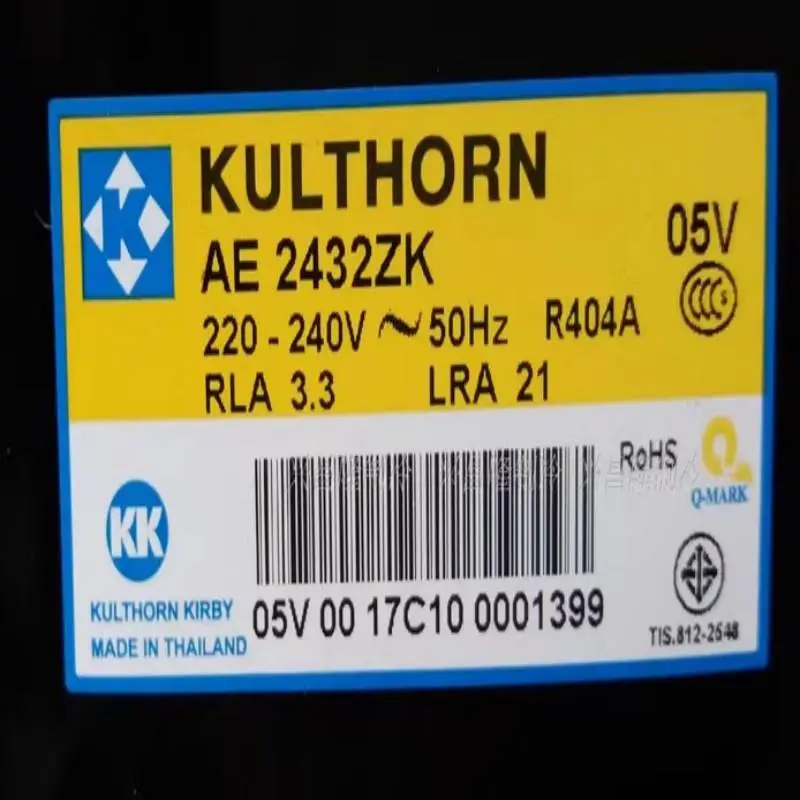 KULTHORN
K
AE 2432ZK
05V
220 - 240V ~ 50Hz R404A
CCC S
RLA 3.3 LRA 21
RoHS
Q-MARK
KK
KULTHORN KIRBY
MADE IN THAILAND
05V 00 17C10 0001399
TIS.812-2548